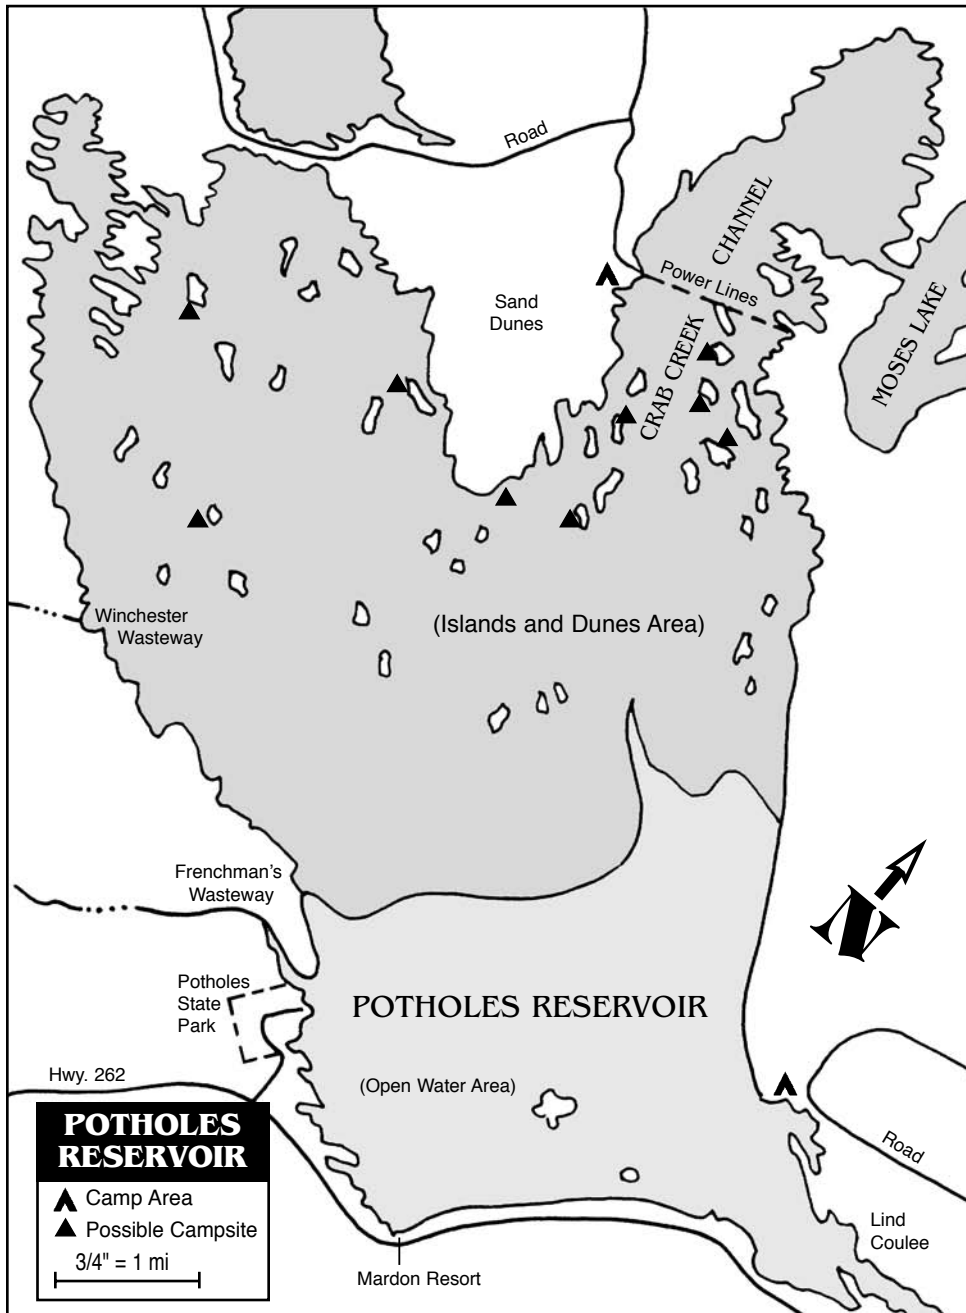 Road
CHANNEL
Power Lines
Sand
Dunes
CRAB CREEK
MOSES LAKE
Winchester
Wasteway
(Islands and Dunes Area)
Frenchman's
Wasteway
N
Potholes
State
Park
POTHOLES RESERVOIR
Hwy. 262
(Open Water Area)
POTHOLES
RESERVOIR
Camp Area
Possible Campsite
3/4" = 1 mi
Road
Lind
Coulee
Mardon Resort